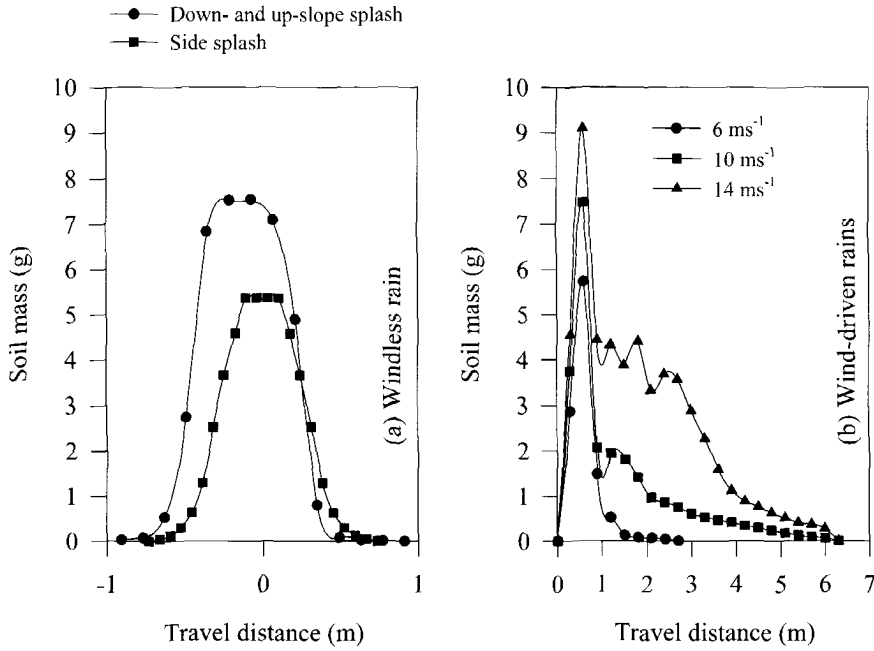 Down- and up-slope splash
Side splash
10
9
8
7
6
5
4
3
2
1
0
Soil mass (g)
(a) Windless rain
-1 0 1
Travel distance (m)
10
9
8
7
6
5
4
3
2
1
0
Soil mass (g)
6 ms⁻¹
10 ms⁻¹
14 ms⁻¹
(b) Wind-driven rains
0 1 2 3 4 5 6 7
Travel distance (m)